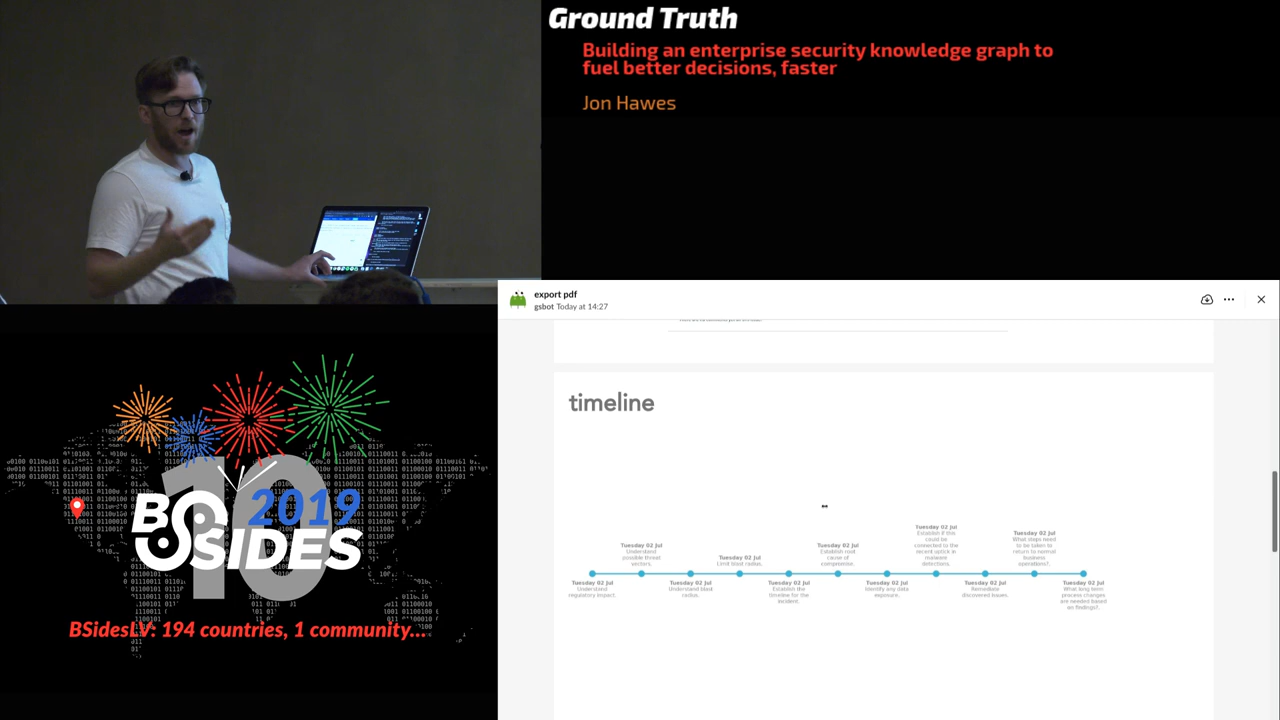 Ground Truth
Building an enterprise security knowledge graph to
fuel better decisions, faster
Jon Hawes
export pdf
gsbot Today at 14:27
timeline
Tuesday 02 Jul
Understand
regulatory impact.
Tuesday 02 Jul
Understand
possible threat
vectors.
Tuesday 02 Jul
Understand blast
radius.
Tuesday 02 Jul
Limit blast radius.
Tuesday 02 Jul
Establish the
timeline for the
incident.
Tuesday 02 Jul
Establish root
cause of
compromise.
Tuesday 02 Jul
Identify any data
exposure.
Tuesday 02 Jul
Establish if this
could be
connected to the
recent uptick in
malware
detections.
Tuesday 02 Jul
Remediate
discovered issues.
Tuesday 02 Jul
What steps need
to be taken to
return to normal
business
operations?.
Tuesday 02 Jul
What long term
process changes
are needed based
on findings?.
10
2019
BSIDES
BSidesLV: 194 countries, 1 community...